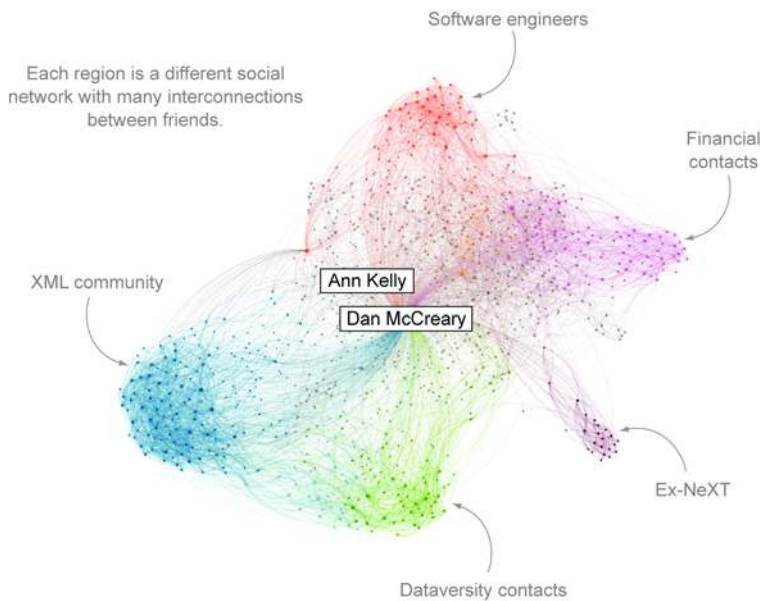 Software engineers
Each region is a different social
network with many interconnections
between friends.
Financial
contacts
Ann Kelly
XML community
Dan McCreary
Ex-NeXT
Dataversity contacts